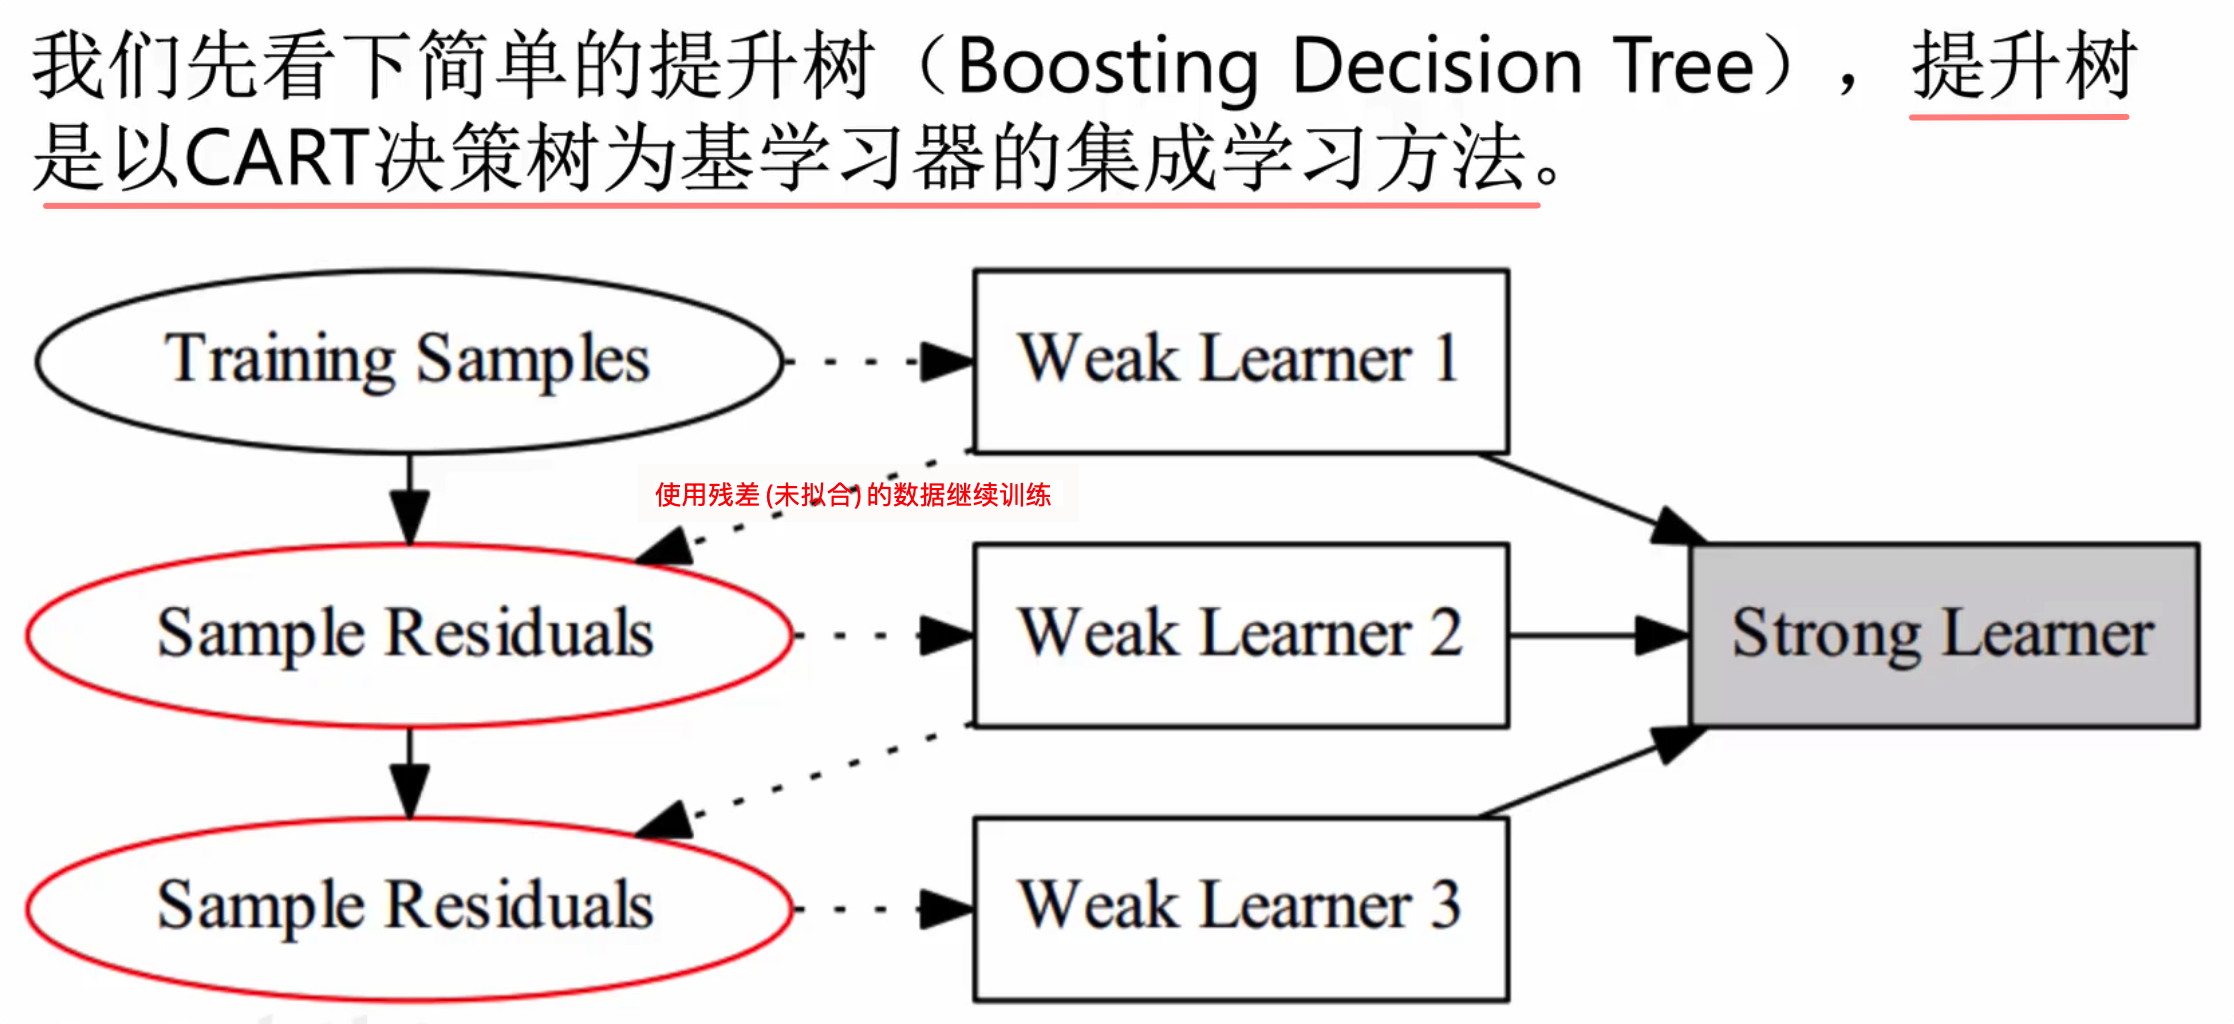 我们先看下简单的提升树（Boosting Decision Tree），提升树
是以CART决策树为基学习器的集成学习方法。
Training Samples
Weak Learner 1
使用残差(未拟合)的数据继续训练
Sample Residuals
Weak Learner 2
Strong Learner
Sample Residuals
Weak Learner 3